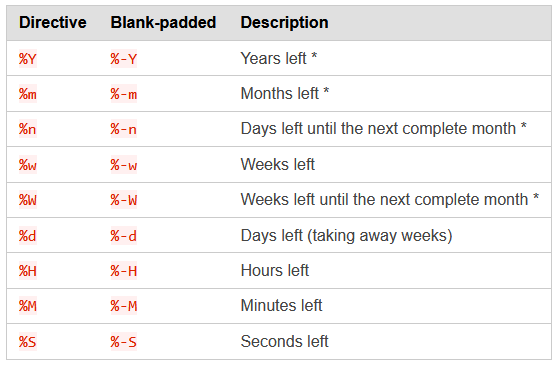 Directive Blank-padded Description
%Y %-Y Years left *
%m %-m Months left *
%n %-n Days left until the next complete month *
%w %-w Weeks left
%W %-W Weeks left until the next complete month *
%d %-d Days left (taking away weeks)
%H %-H Hours left
%M %-M Minutes left
%S %-S Seconds left